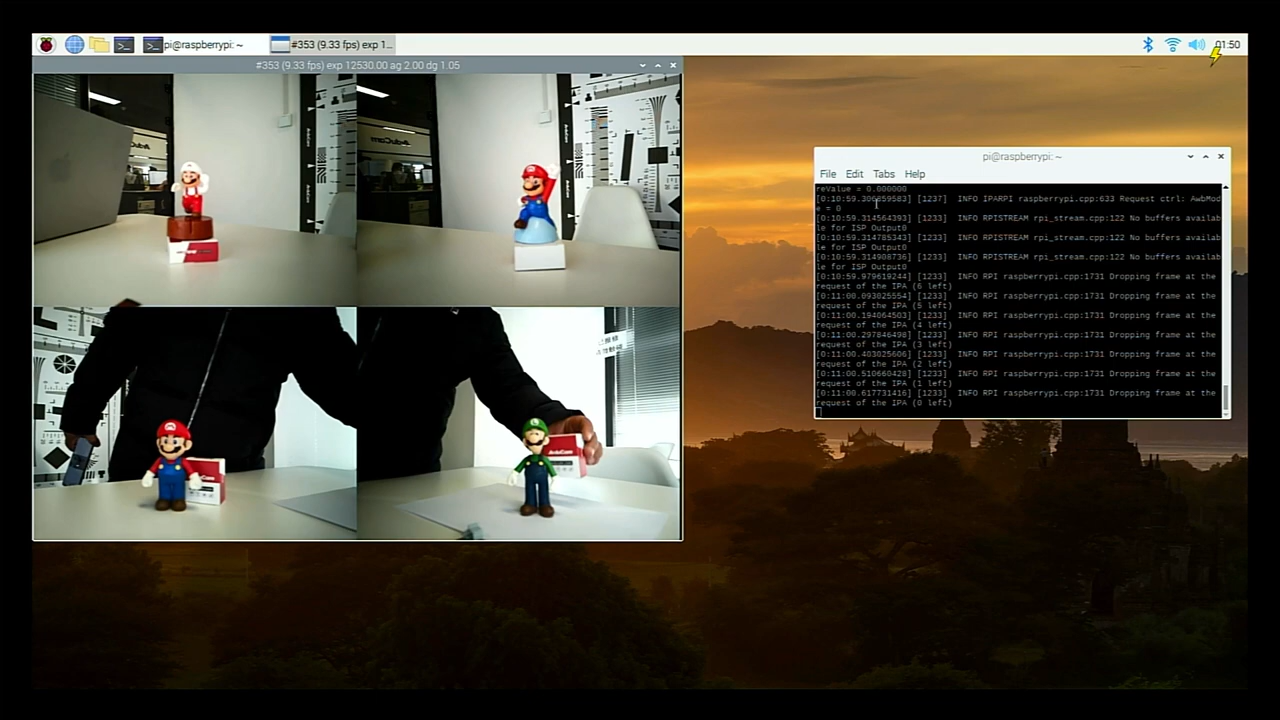 pi@raspberrypi: ~
#353 (9.33 fps) exp 1...
01:50
#353 (9.33 fps) exp 12530.00 ag 2.00 dg 1.05
ArduCam
pi@raspberrypi: ~
File Edit Tabs Help
reValue = 0.000000
[0:10:59.306859583] [1237] INFO IPARPI raspberrypi.cpp:633 Request ctrl: AwbMod
e = 0
[0:10:59.314564393] [1233] INFO RPISTREAM rpi_stream.cpp:122 No buffers availab
le for ISP Output0
[0:10:59.314785343] [1233] INFO RPISTREAM rpi_stream.cpp:122 No buffers availab
le for ISP Output0
[0:10:59.314908736] [1233] INFO RPISTREAM rpi_stream.cpp:122 No buffers availab
le for ISP Output0
[0:10:59.979619244] [1233] INFO RPI raspberrypi.cpp:1731 Dropping frame at the
request of the IPA (6 left)
[0:11:00.093025554] [1233] INFO RPI raspberrypi.cpp:1731 Dropping frame at the
request of the IPA (5 left)
[0:11:00.194064503] [1233] INFO RPI raspberrypi.cpp:1731 Dropping frame at the
request of the IPA (4 left)
[0:11:00.297846498] [1233] INFO RPI raspberrypi.cpp:1731 Dropping frame at the
request of the IPA (3 left)
[0:11:00.403025606] [1233] INFO RPI raspberrypi.cpp:1731 Dropping frame at the
request of the IPA (2 left)
[0:11:00.510660428] [1233] INFO RPI raspberrypi.cpp:1731 Dropping frame at the
request of the IPA (1 left)
[0:11:00.617731416] [1233] INFO RPI raspberrypi.cpp:1731 Dropping frame at the
request of the IPA (0 left)